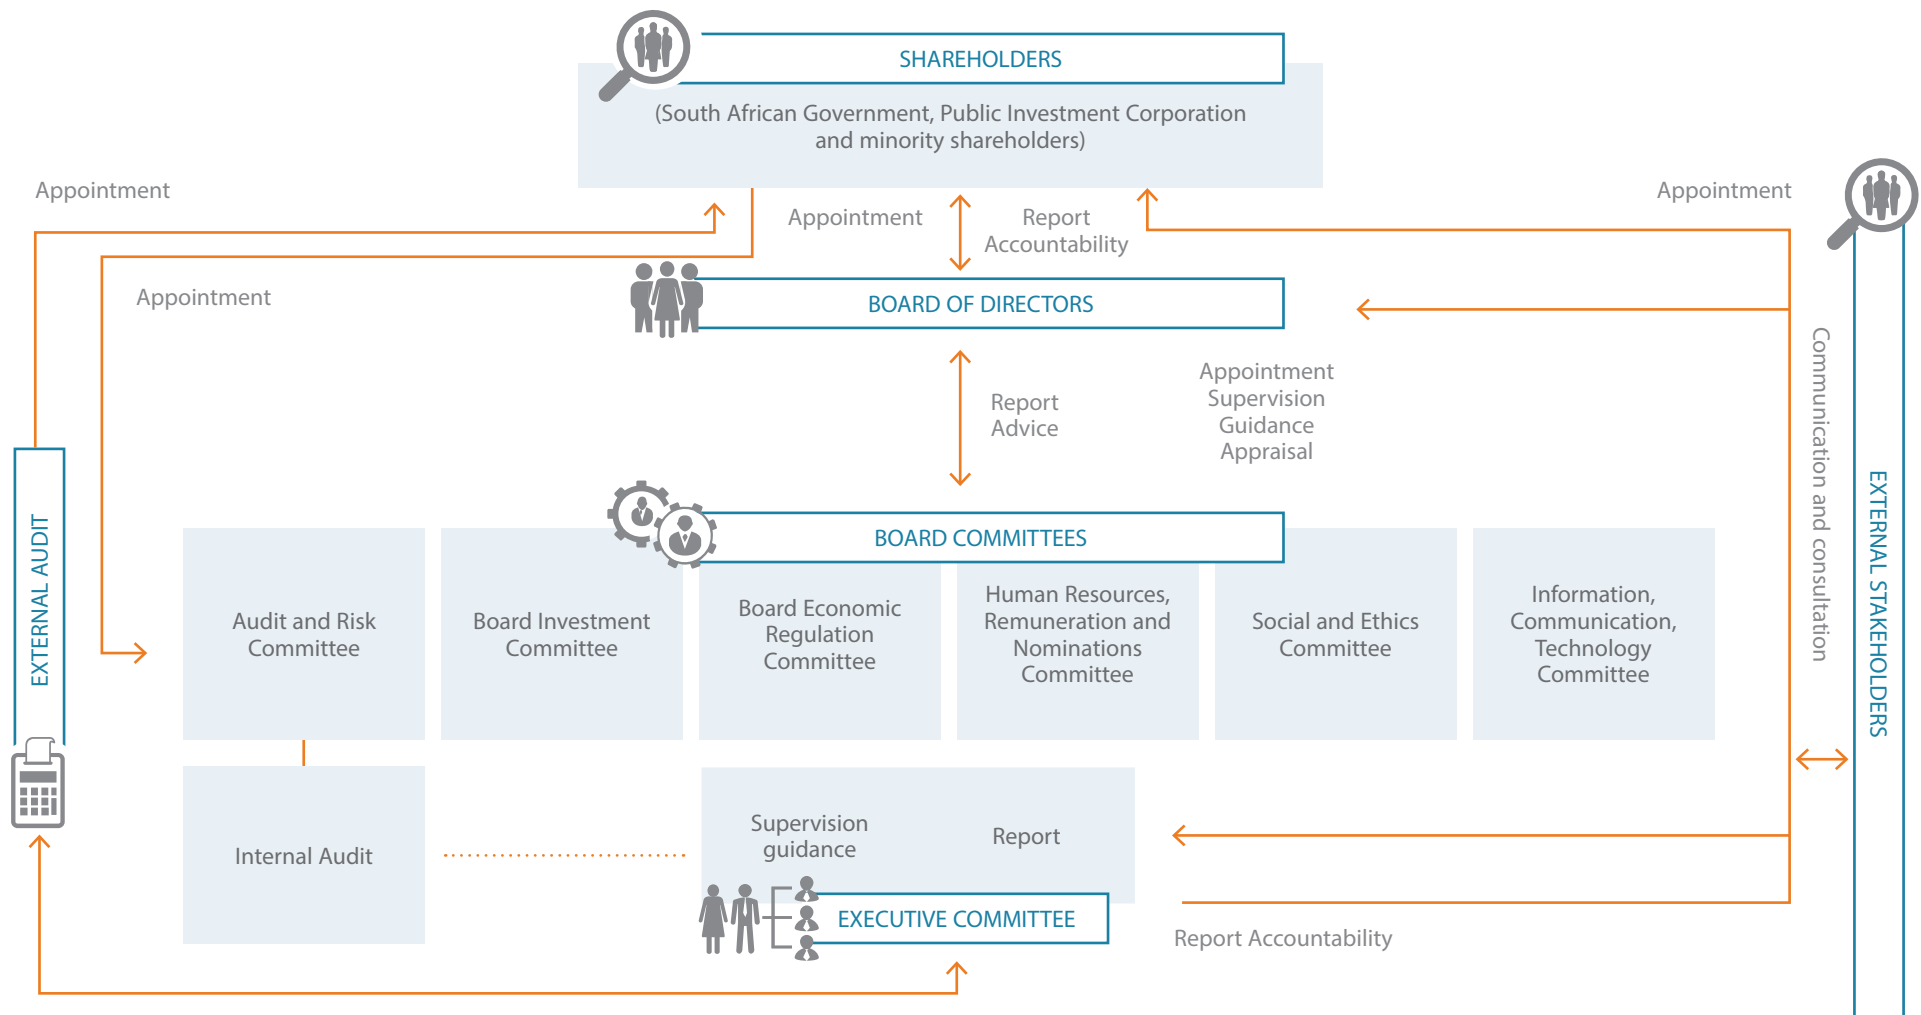 SHAREHOLDERS
(South African Government, Public Investment Corporation
and minority shareholders)
Appointment
Appointment
Appointment
Report
Accountability
Appointment
BOARD OF DIRECTORS
Report
Advice
Appointment
Supervision
Guidance
Appraisal
Communication and consultation
EXTERNAL STAKEHOLDERS
EXTERNAL AUDIT
BOARD COMMITTEES
Audit and Risk
Committee
Board Investment
Committee
Board Economic
Regulation
Committee
Human Resources,
Remuneration and
Nominations
Committee
Social and Ethics
Committee
Information,
Communication,
Technology
Committee
Internal Audit
Supervision
guidance
Report
EXECUTIVE COMMITTEE
Report Accountability